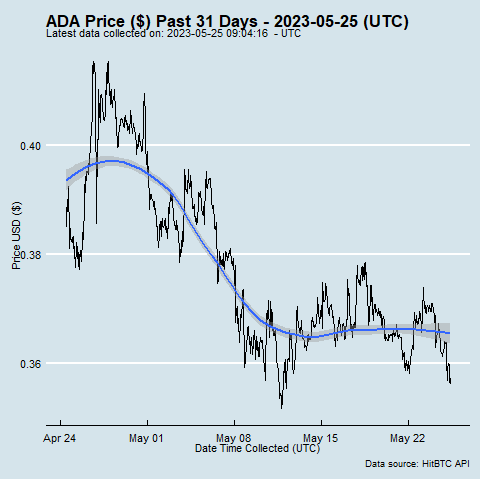 ADA Price ($) Past 31 Days - 2023-05-25 (UTC)
Latest data collected on: 2023-05-25 09:04:16 - UTC
Price USD ($)
0.40
0.38
0.36
Apr 24 May 01 May 08 May 15 May 22
Date Time Collected (UTC)
Data source: HitBTC API